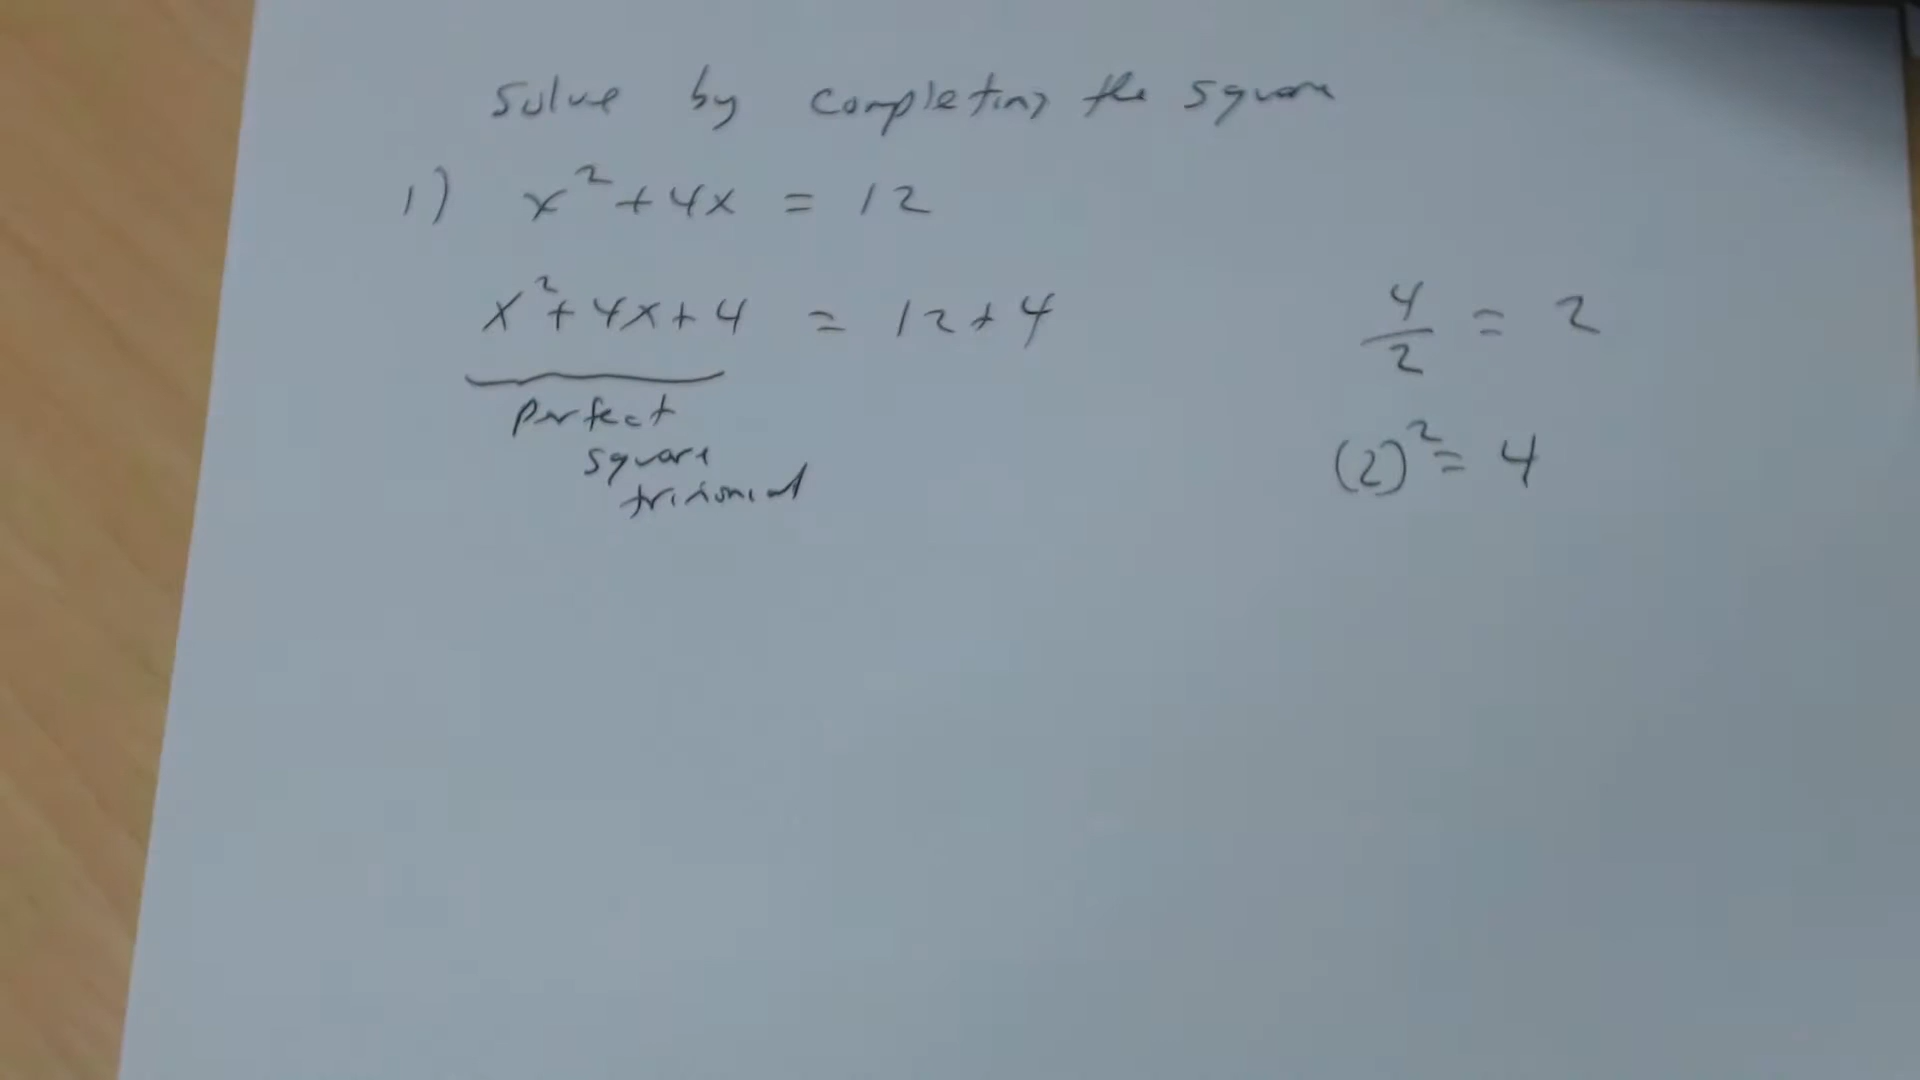 Solve by completing the square
1) x² + 4x = 12
x² + 4x + 4 = 12 + 4
perfect
square
trinomial
4/2 = 2
(2)² = 4